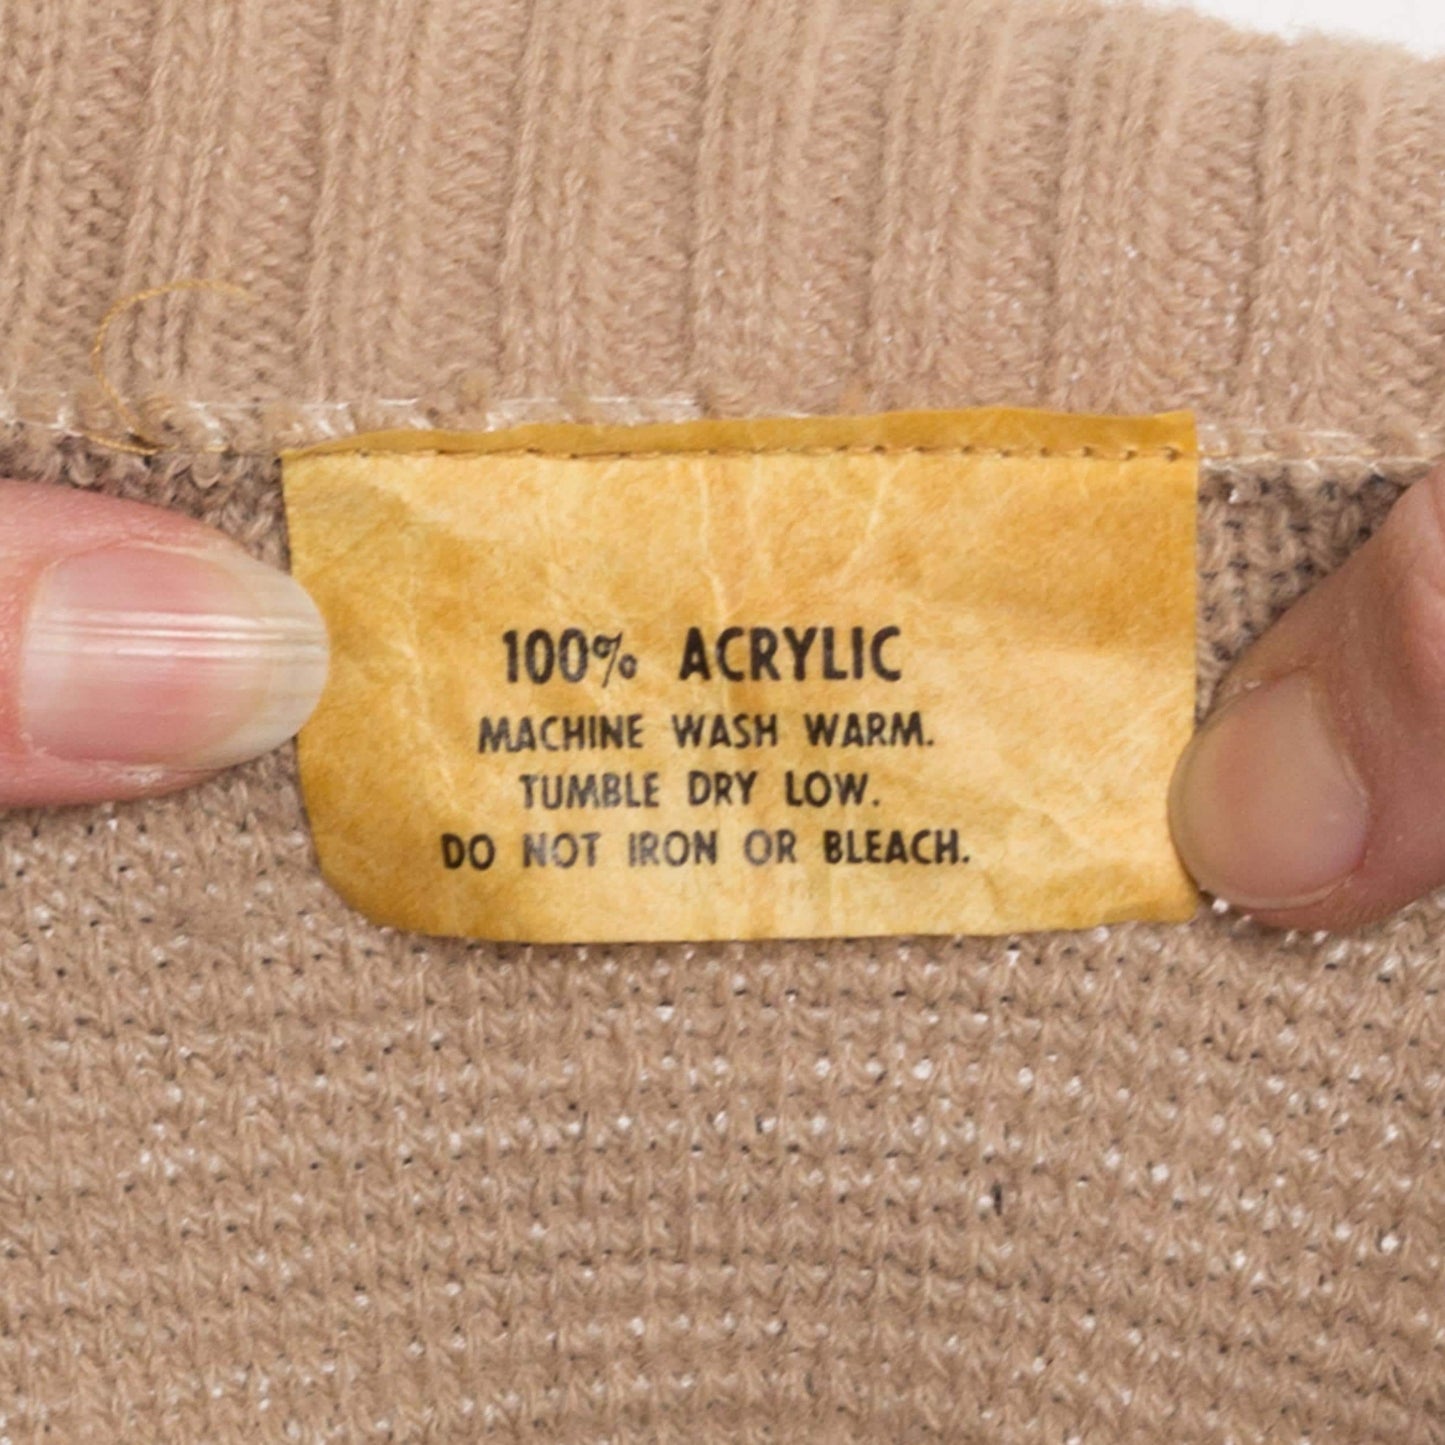 100% ACRYLIC
MACHINE WASH WARM.
TUMBLE DRY LOW.
DO NOT IRON OR BLEACH.